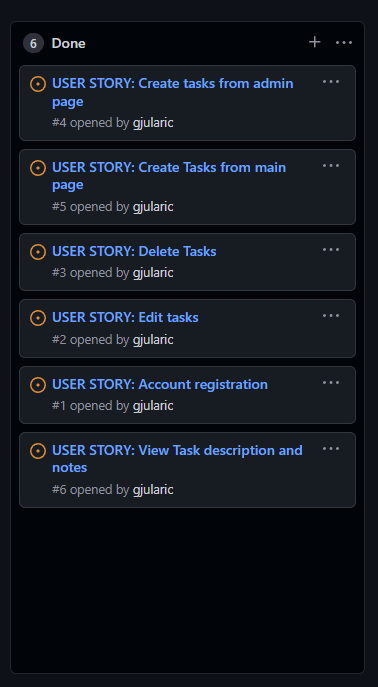 6 Done
USER STORY: Create tasks from admin
page
#4 opened by gjularic
USER STORY: Create Tasks from main
page
#5 opened by gjularic
USER STORY: Delete Tasks
#3 opened by gjularic
USER STORY: Edit tasks
#2 opened by gjularic
USER STORY: Account registration
#1 opened by gjularic
USER STORY: View Task description and
notes
#6 opened by gjularic